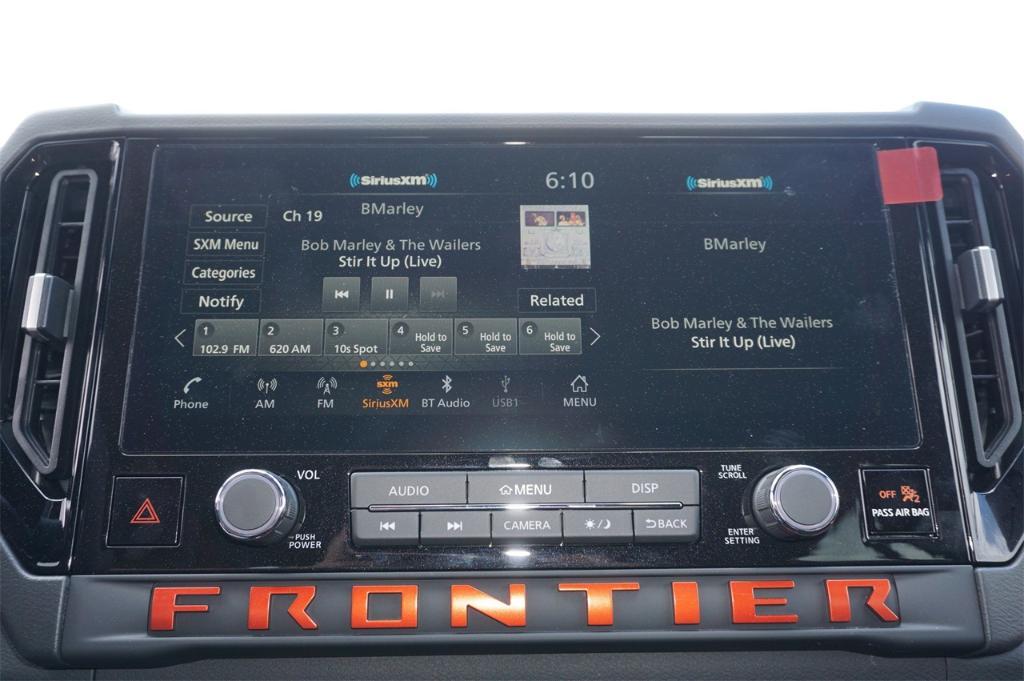 SiriusXM
6:10
SiriusXM
Source
Ch 19
BMarley
SXM Menu
Bob Marley & The Wailers
Stir It Up (Live)
BMarley
Categories
Notify
Related
1
102.9 FM
2
620 AM
3
10s Spot
4
Hold to
Save
5
Hold to
Save
6
Hold to
Save
Bob Marley & The Wailers
Stir It Up (Live)
Phone
AM
FM
sxm
SiriusXM
BT Audio
USB1
MENU
VOL
PUSH
POWER
AUDIO
MENU
DISP
CAMERA
BACK
TUNE
SCROLL
ENTER
SETTING
OFF
2
PASS AIR BAG
FRONTIER